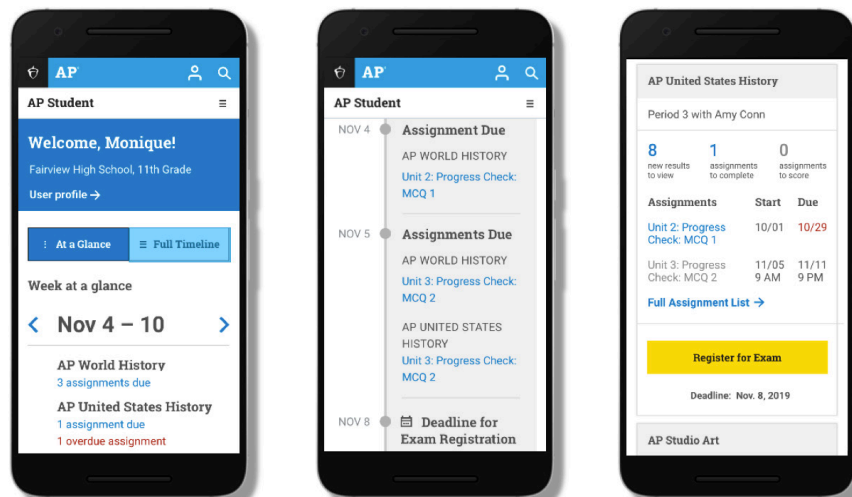 AP
AP Student
Welcome, Monique!
Fairview High School, 11th Grade
User profile →
At a Glance
Full Timeline
Week at a glance
Nov 4 – 10
AP World History
3 assignments due
AP United States History
1 assignment due
1 overdue assignment
AP
AP Student
NOV 4
Assignment Due
AP WORLD HISTORY
Unit 2: Progress Check:
MCQ 1
NOV 5
Assignments Due
AP WORLD HISTORY
Unit 3: Progress Check:
MCQ 2
AP UNITED STATES
HISTORY
Unit 3: Progress Check:
MCQ 2
NOV 8
Deadline for
Exam Registration
AP United States History
Period 3 with Amy Conn
8 1 0
new results assignments assignments
to view to complete to score
Assignments Start Due
Unit 2: Progress 10/01 10/29
Check: MCQ 1
Unit 3: Progress 11/05 11/11
Check: MCQ 2 9 AM 9 PM
Full Assignment List →
Register for Exam
Deadline: Nov. 8, 2019
AP Studio Art